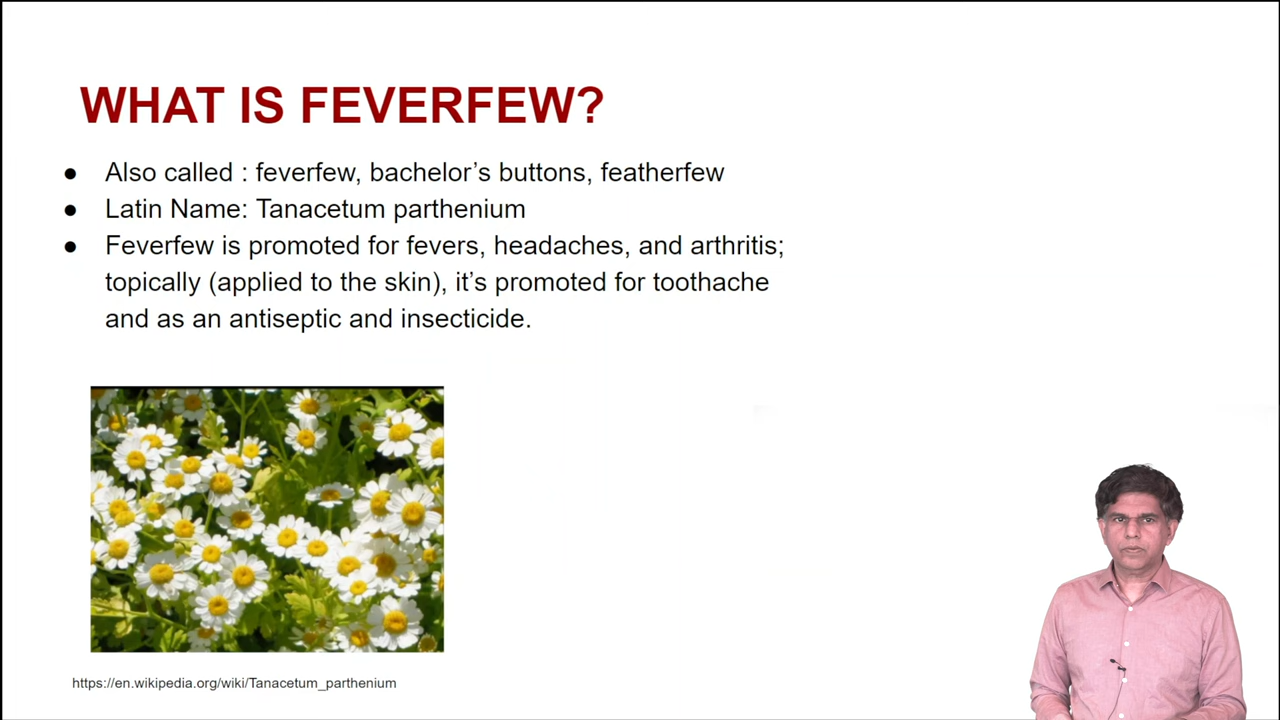 WHAT IS FEVERFEW?
● Also called : feverfew, bachelor’s buttons, featherfew
● Latin Name: Tanacetum parthenium
● Feverfew is promoted for fevers, headaches, and arthritis;
topically (applied to the skin), it’s promoted for toothache
and as an antiseptic and insecticide.
https://en.wikipedia.org/wiki/Tanacetum_parthenium